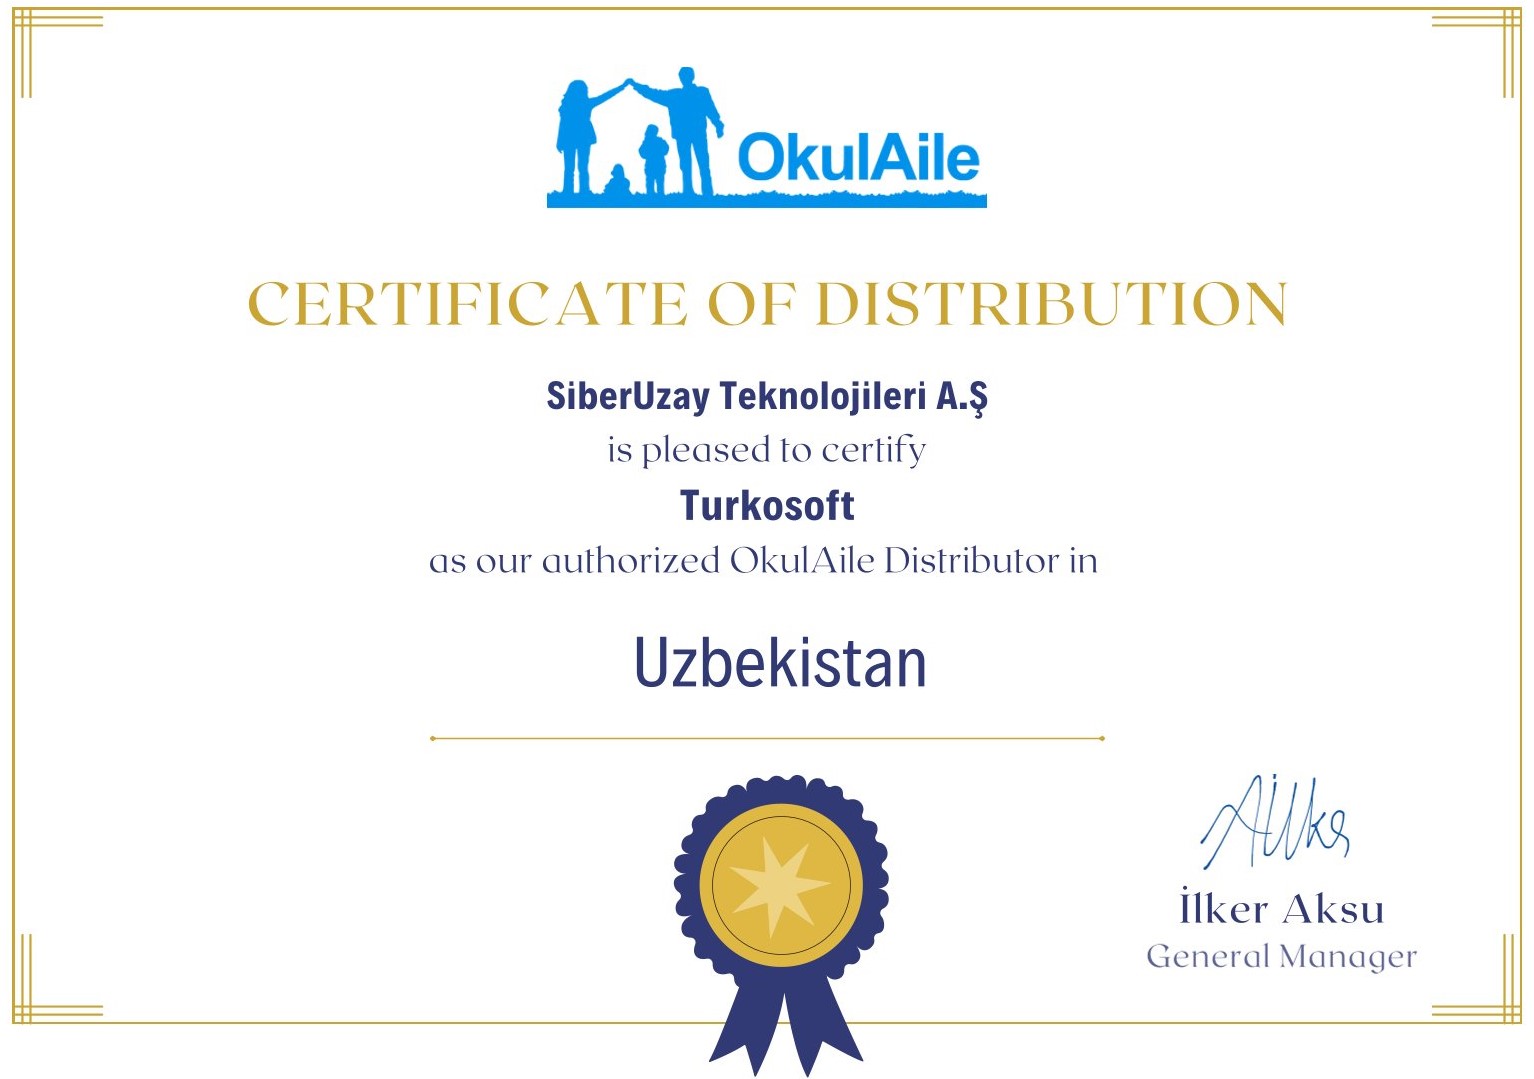 OkulAile
CERTIFICATE OF DISTRIBUTION
SiberUzay Teknolojileri A.Ş
is pleased to certify
Turkosoft
as our authorized OkulAile Distributor in
Uzbekistan
İlker Aksu
General Manager